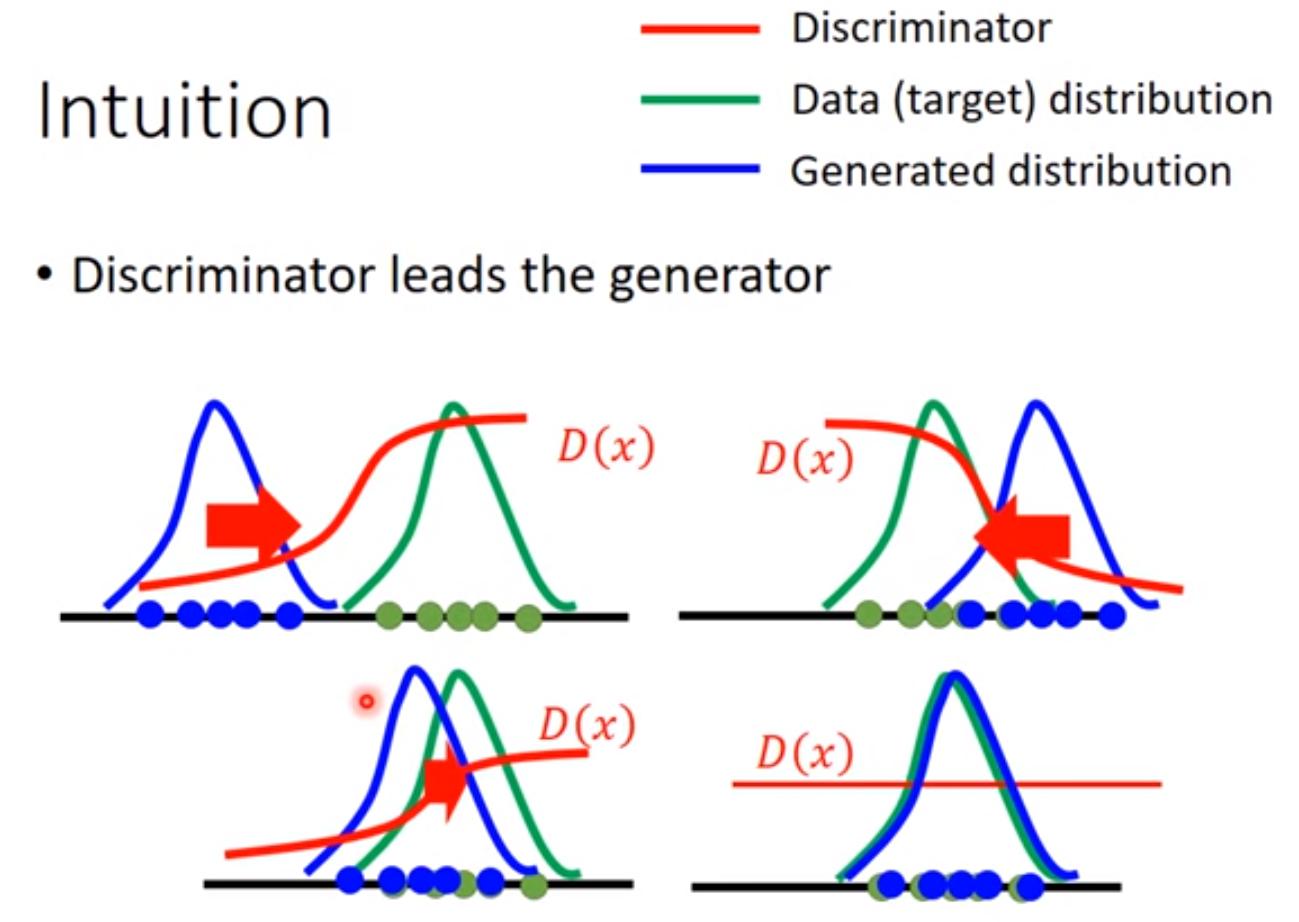 Discriminator
Intuition
Data (target) distribution
Generated distribution
• Discriminator leads the generator
D(x)
D(x)
D(x)
D(x)